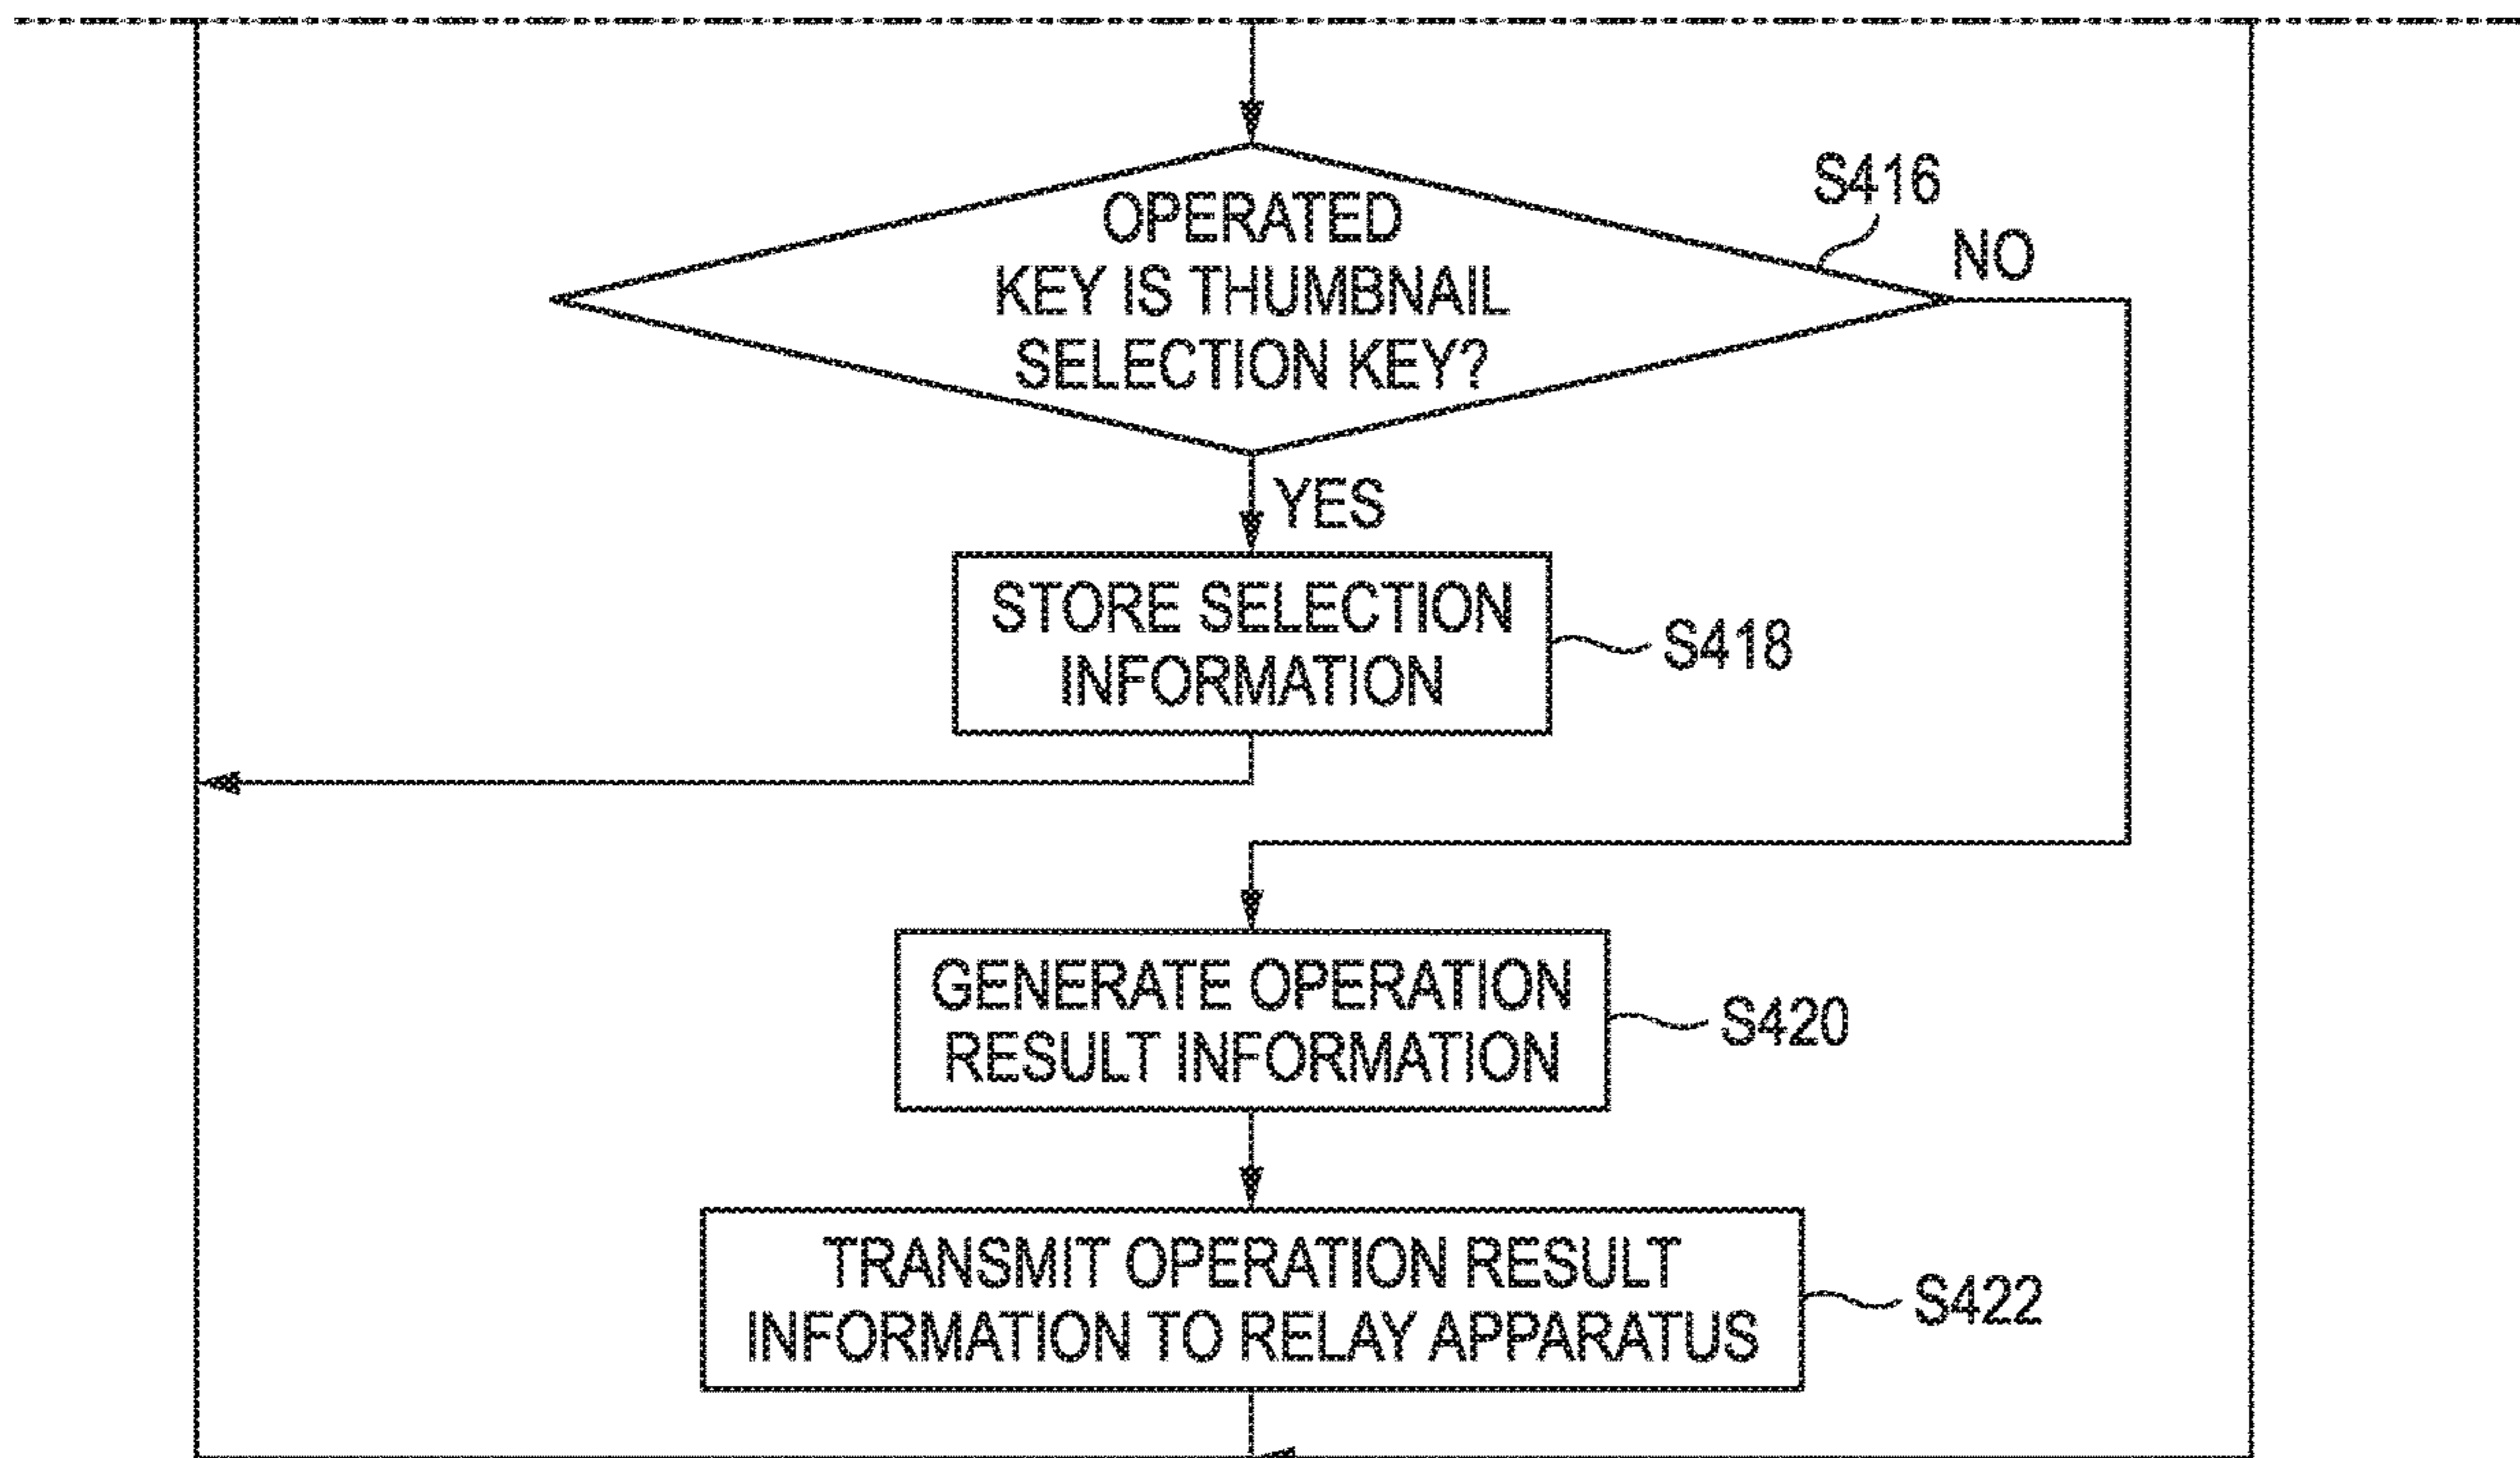 OPERATED
KEY IS THUMBNAIL
SELECTION KEY?
S416
NO
YES
STORE SELECTION
INFORMATION
S418
GENERATE OPERATION
RESULT INFORMATION
S420
TRANSMIT OPERATION RESULT
INFORMATION TO RELAY APPARATUS
S422